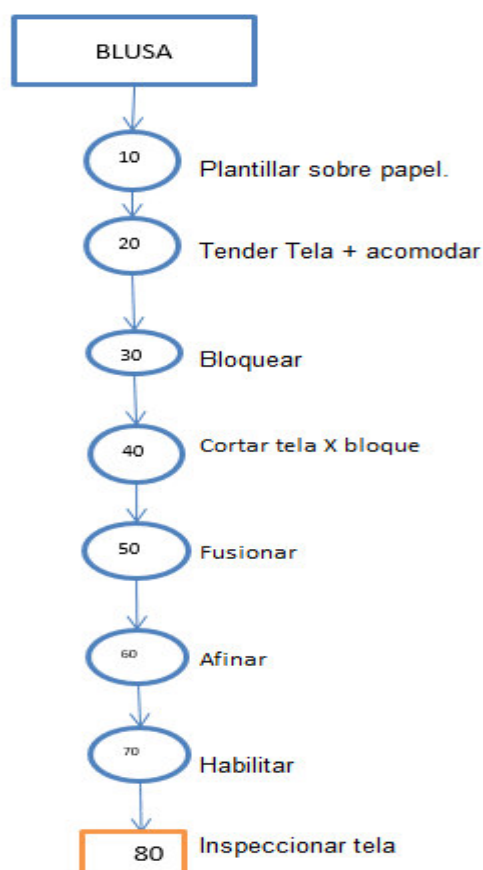 BLUSA
10
Plantillar sobre papel.
20
Tender Tela + acomodar
30
Bloquear
40
Cortar tela X bloque
50
Fusionar
60
Afinar
70
Habilitar
80
Inspeccionar tela